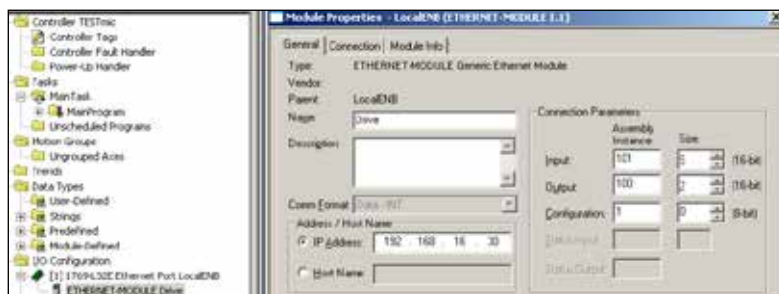 Controller TESTmic
Controller Tags
Controller Fault Handler
Power-Up Handler
Tasks
MainTask
MainProgram
Unscheduled Programs
Motion Groups
Ungrouped Axes
Trends
Data Types
User-Defined
Strings
Predefined
Module-Defined
I/O Configuration
[1] 1769-L32E Ethernet Port LocalENB
ETHERNET-MODULE Drive
Module Properties - LocalENB (ETHERNET-MODULE 1.1)
General Connection Module Info
Type: ETHERNET-MODULE Generic Ethernet Module
Vendor:
Parent: LocalENB
Name: Drive
Description:
Comm Format: Data - INT
Address / Host Name
IP Address: 192 . 168 . 16 . 30
Host Name:
Connection Parameters
Assembly Instance: Size:
Input: 101 5 (16-bit)
Output: 100 2 (16-bit)
Configuration: 1 0 (8-bit)
Status Input:
Status Output: